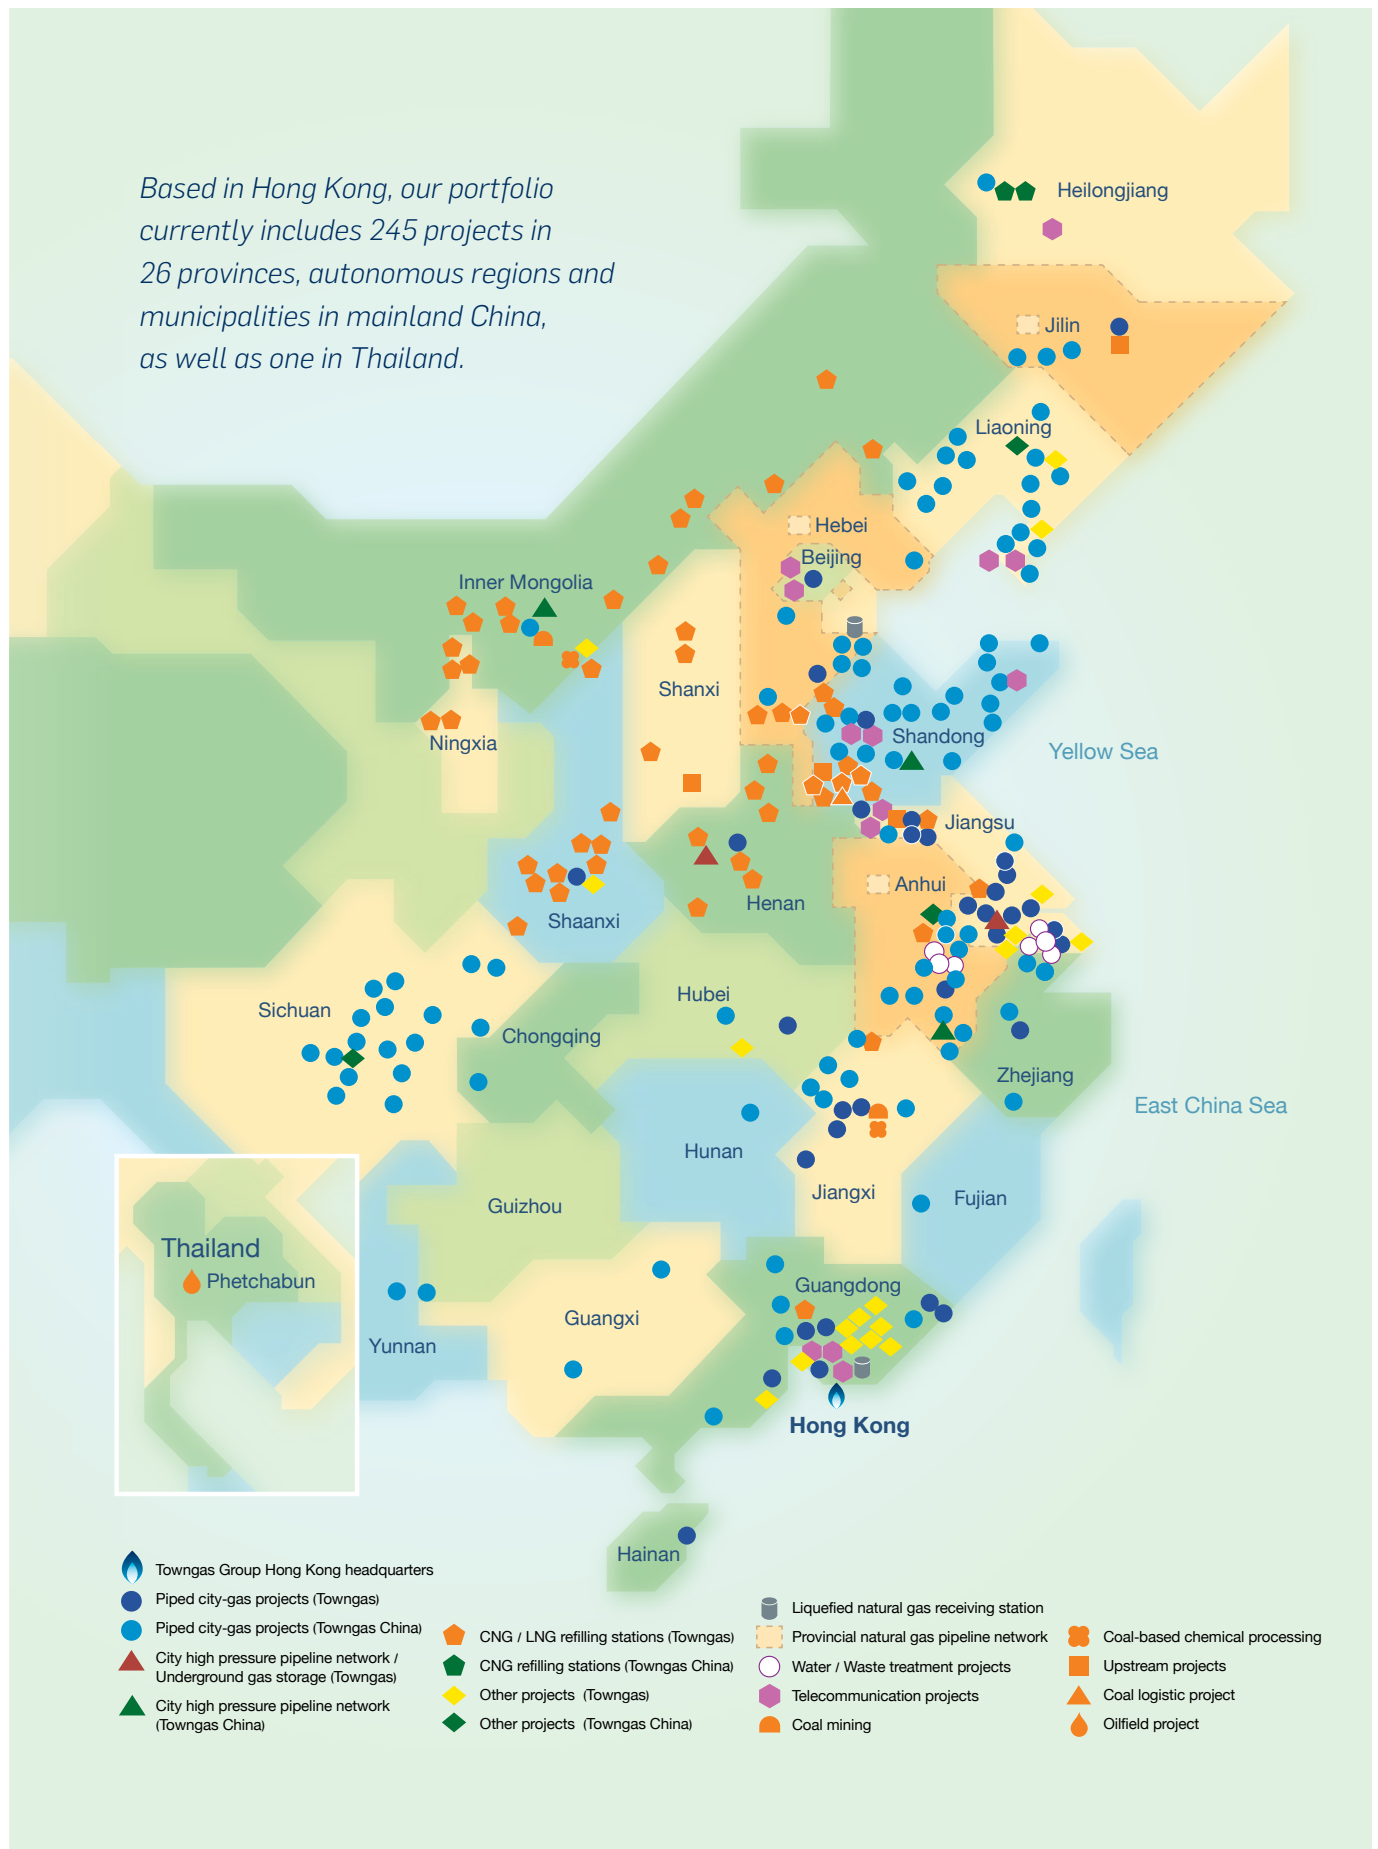 Based in Hong Kong, our portfolio
currently includes 245 projects in
26 provinces, autonomous regions and
municipalities in mainland China,
as well as one in Thailand.
Heilongjiang
Jilin
Liaoning
Hebei
Beijing
Inner Mongolia
Shanxi
Ningxia
Shandong
Yellow Sea
Jiangsu
Anhui
Henan
Shaanxi
Hubei
Sichuan
Chongqing
Zhejiang
East China Sea
Hunan
Jiangxi
Fujian
Guizhou
Thailand
Phetchabun
Guangdong
Guangxi
Yunnan
Hong Kong
Hainan
Towngas Group Hong Kong headquarters
Piped city-gas projects (Towngas)
Piped city-gas projects (Towngas China)
City high pressure pipeline network /
Underground gas storage (Towngas)
City high pressure pipeline network
(Towngas China)
CNG / LNG refilling stations (Towngas)
CNG refilling stations (Towngas China)
Other projects (Towngas)
Other projects (Towngas China)
Liquefied natural gas receiving station
Provincial natural gas pipeline network
Water / Waste treatment projects
Telecommunication projects
Coal mining
Coal-based chemical processing
Upstream projects
Coal logistic project
Oilfield project